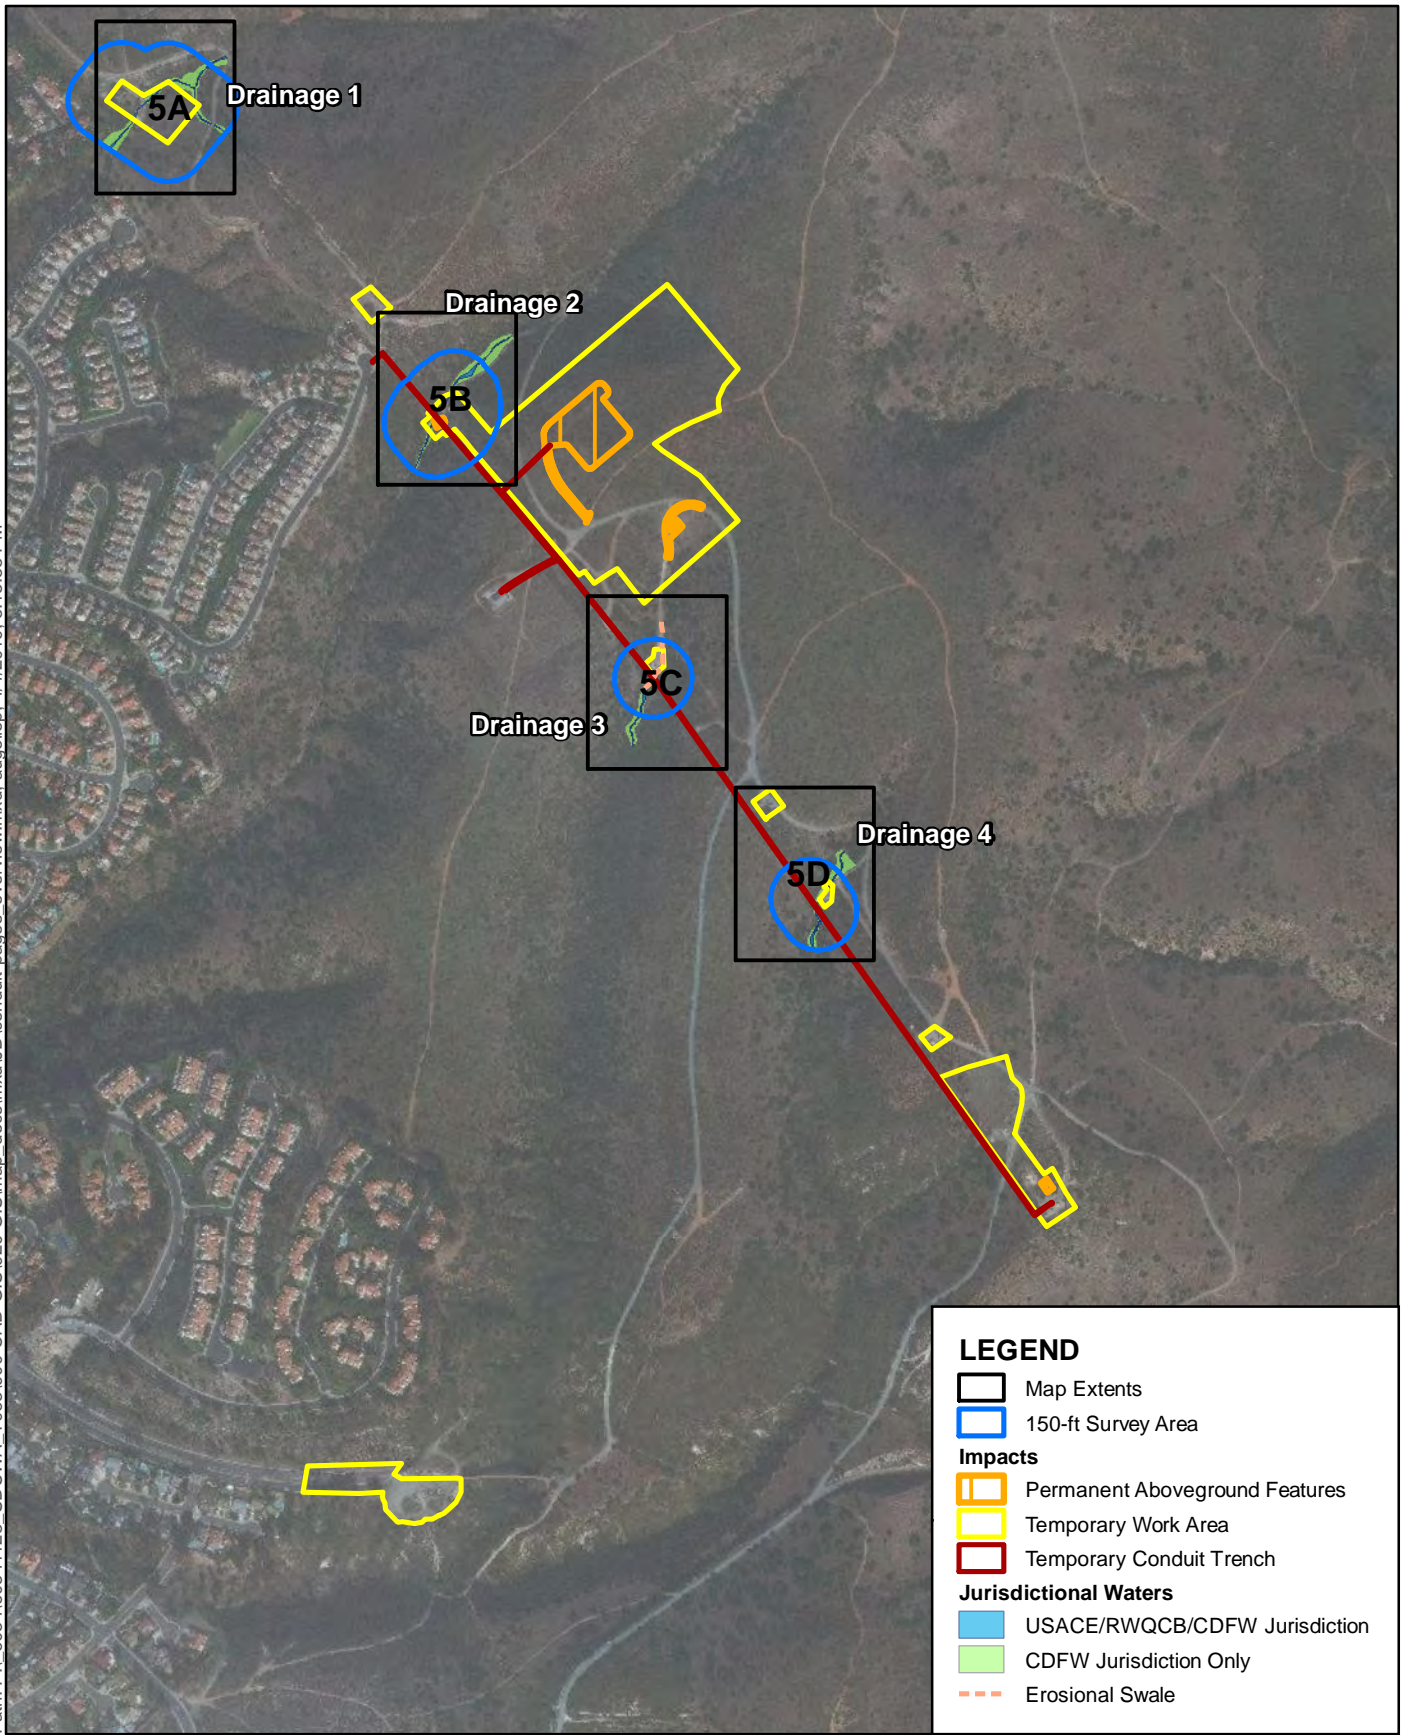 5A
Drainage 1
Drainage 2
5B
5C
Drainage 3
Drainage 4
5D
LEGEND
Map Extents
150-ft Survey Area
Impacts
Permanent Aboveground Features
Temporary Work Area
Temporary Conduit Trench
Jurisdictional Waters
USACE/RWQCB/CDFW Jurisdiction
CDFW Jurisdiction Only
Erosional Swale